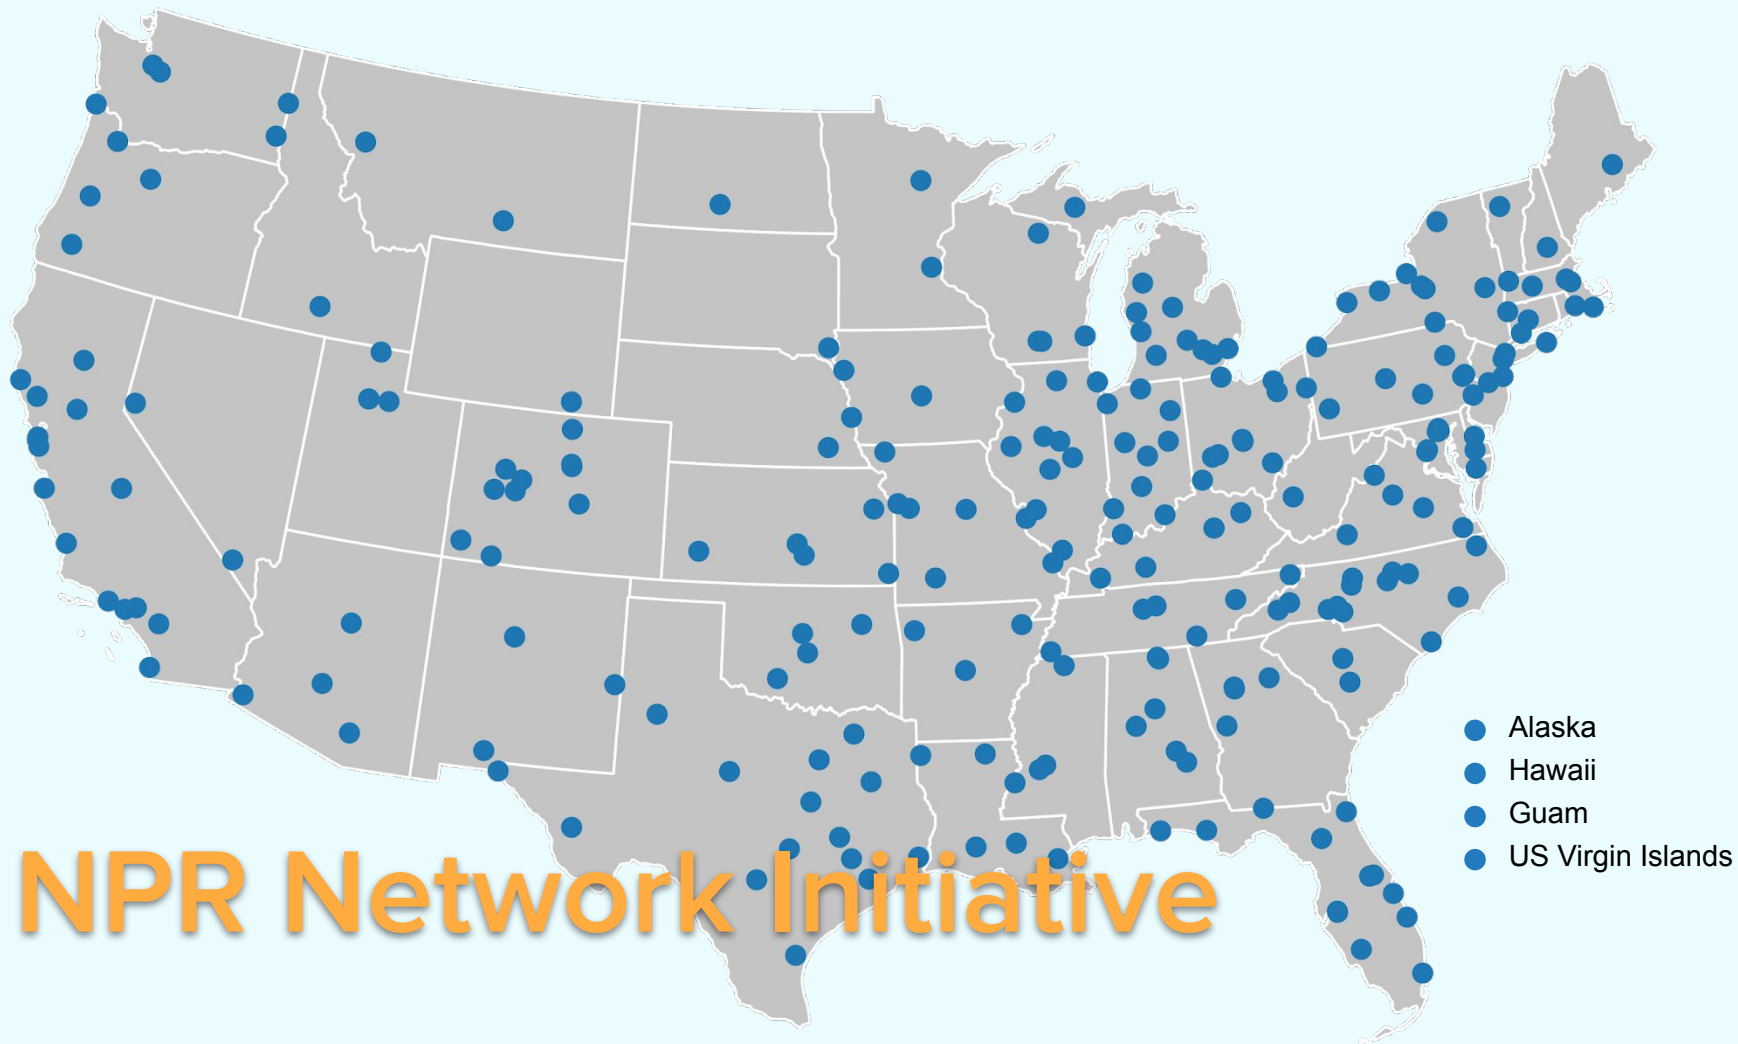 Alaska
Hawaii
Guam
US Virgin Islands
NPR Network Initiative